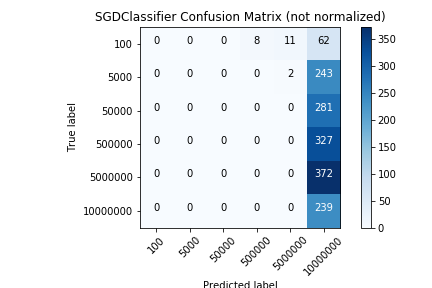 SGDClassifier Confusion Matrix (not normalized)
100 0 0 0 8 11 62
5000 0 0 0 0 2 243
50000 0 0 0 0 0 281
500000 0 0 0 0 0 327
5000000 0 0 0 0 0 372
10000000 0 0 0 0 0 239
True label
100 5000 50000 500000 5000000 10000000
Predicted label
350
300
250
200
150
100
50
0